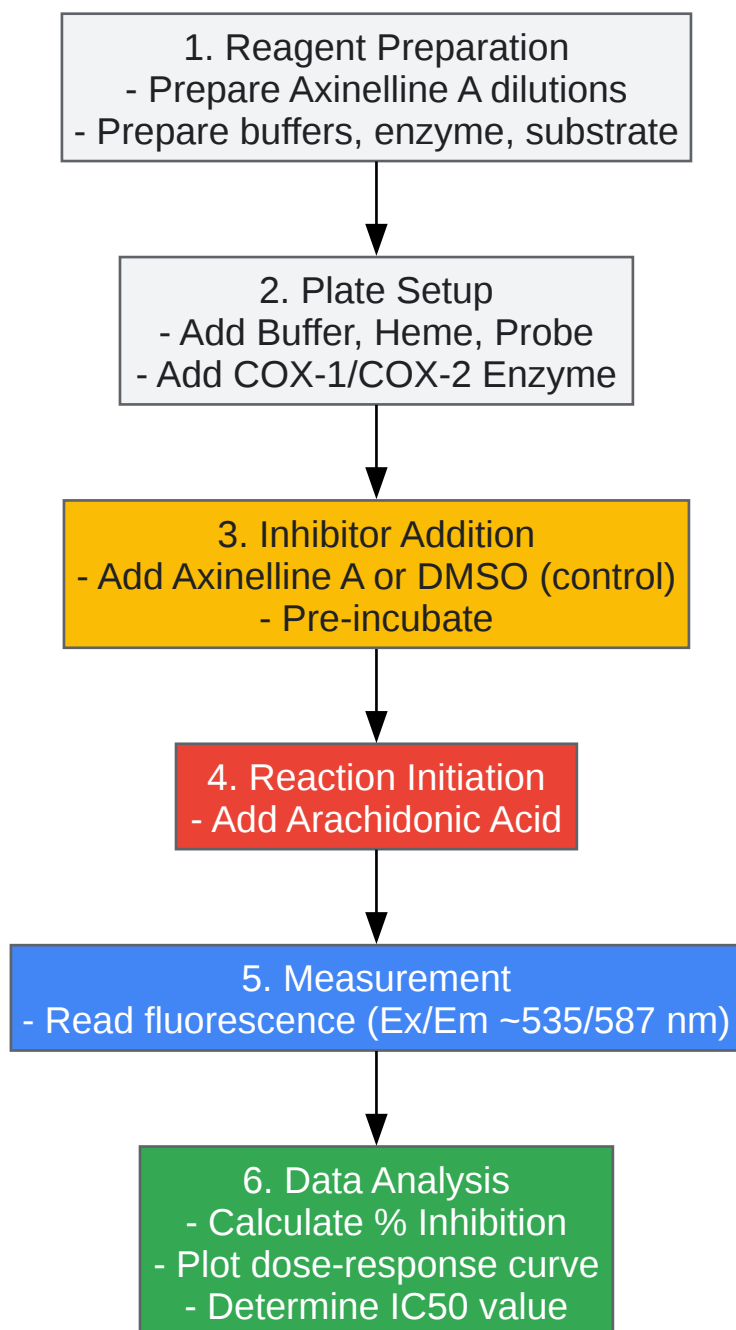 1. Reagent Preparation
- Prepare Axinelline A dilutions
- Prepare buffers, enzyme, substrate
2. Plate Setup
- Add Buffer, Heme, Probe
- Add COX-1/COX-2 Enzyme
3. Inhibitor Addition
- Add Axinelline A or DMSO (control)
- Pre-incubate
4. Reaction Initiation
- Add Arachidonic Acid
5. Measurement
- Read fluorescence (Ex/Em ~535/587 nm)
6. Data Analysis
- Calculate % Inhibition
- Plot dose-response curve
- Determine IC50 value